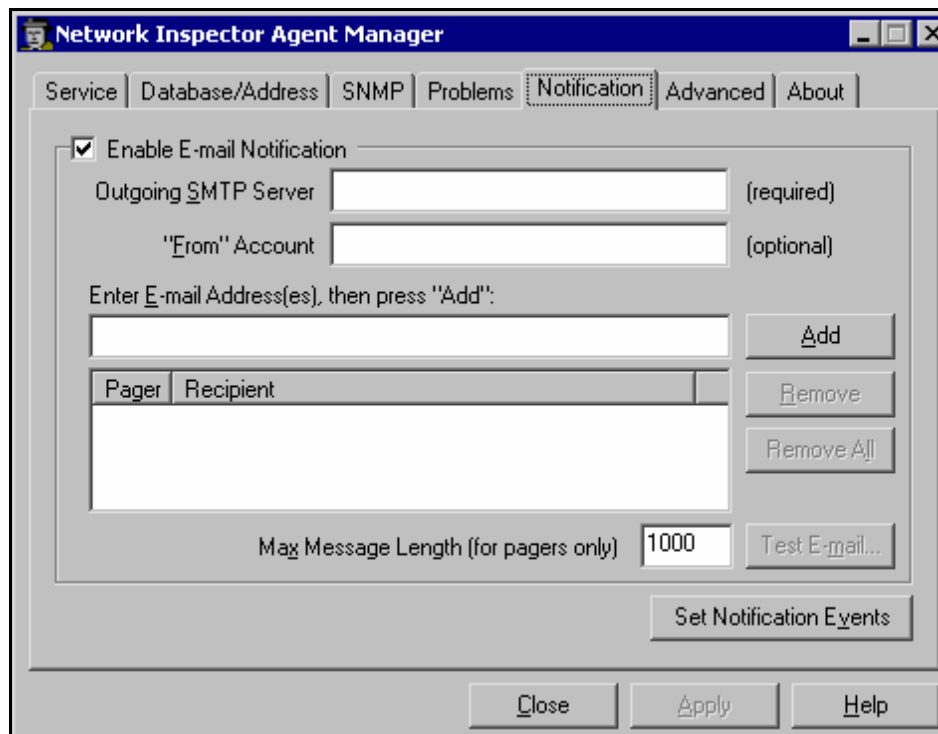 Network Inspector Agent Manager
Service Database/Address SNMP Problems Notification Advanced About
Enable E-mail Notification
Outgoing SMTP Server (required)
"From" Account (optional)
Enter E-mail Address(es), then press "Add":
Add
Pager Recipient
Remove
Remove All
Max Message Length (for pagers only) 1000 Test E-mail...
Set Notification Events
Close Apply Help